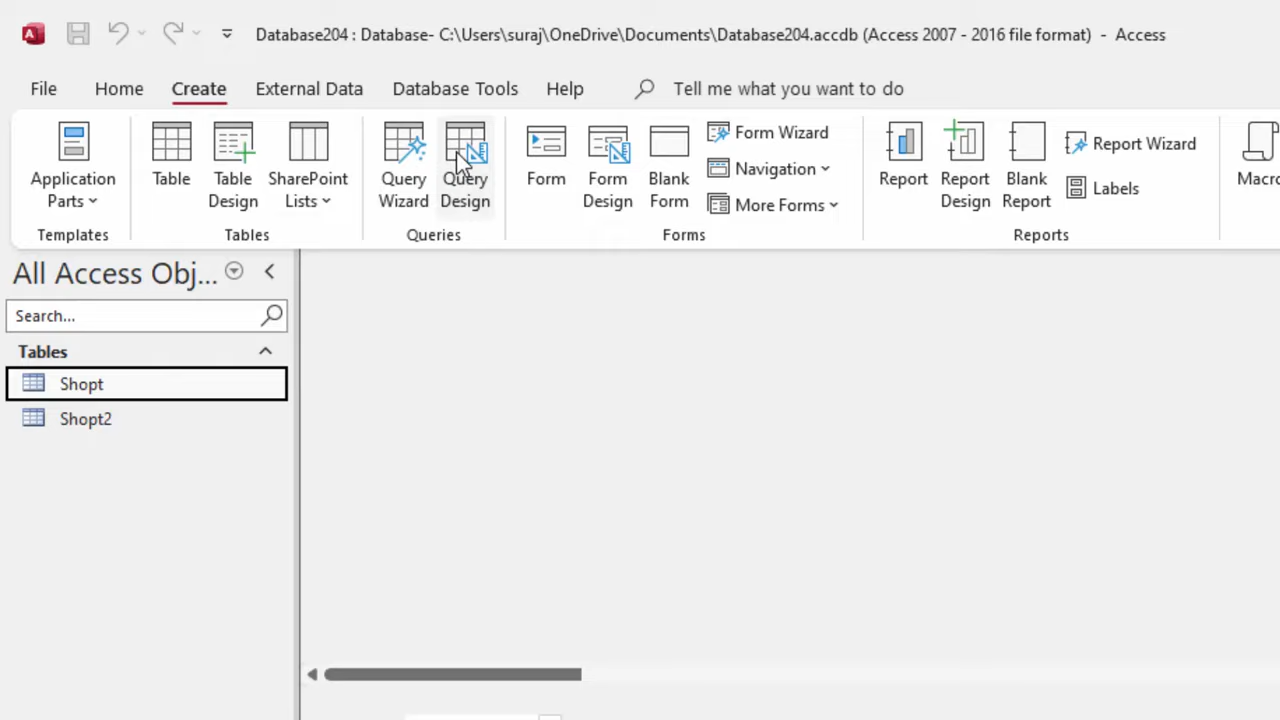 Database204 : Database- C:\Users\suraj\OneDrive\Documents\Database204.accdb (Access 2007 - 2016 file format) - Access
File Home Create External Data Database Tools Help Tell me what you want to do
Application Parts
Templates
Table
Table Design
SharePoint Lists
Tables
Query Wizard
Query Design
Queries
Form
Form Design
Blank Form
Form Wizard
Navigation
More Forms
Forms
Report
Report Design
Blank Report
Report Wizard
Labels
Reports
Macro
All Access Obj...
Search...
Tables
Shopt
Shopt2